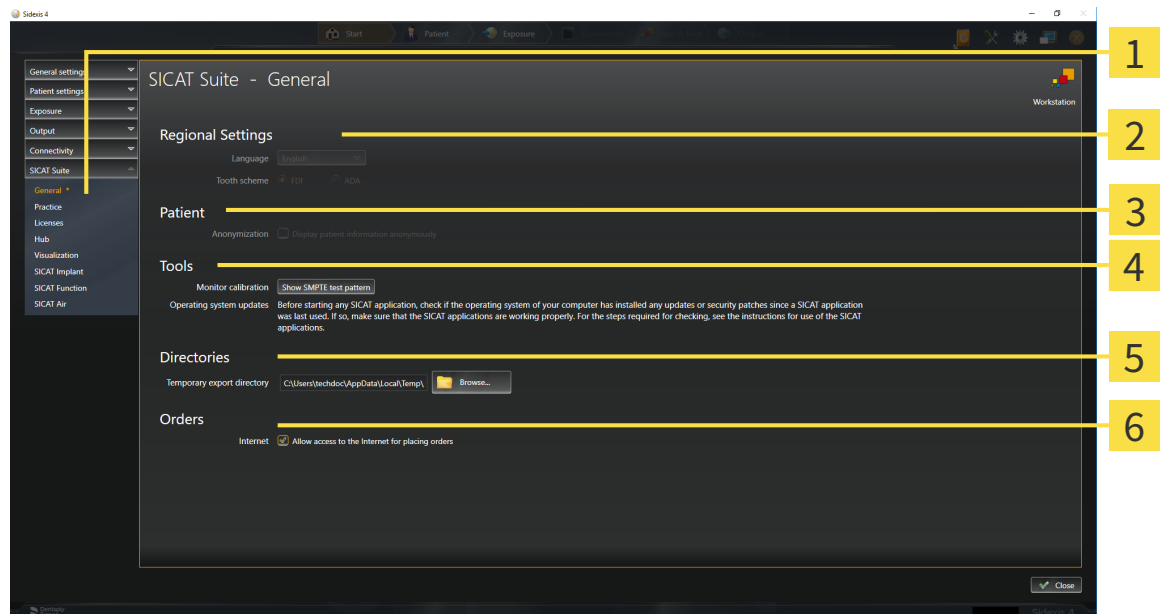 Sidexis 4
Start
Patient
Exposure
1
General settings
Patient settings
Exposure
Output
Connectivity
SICAT Suite
General *
Practice
Licenses
Hub
Visualization
SICAT Implant
SICAT Function
SICAT Air
SICAT Suite - General
Workstation
Regional Settings
2
Language English
Tooth scheme FDI ADA
Patient
3
Anonymization Display patient information anonymously
Tools
4
Monitor calibration Show SMPTE test pattern
Operating system updates Before starting any SICAT application, check if the operating system of your computer has installed any updates or security patches since a SICAT application
was last used. If so, make sure that the SICAT applications are working properly. For the steps required for checking, see the instructions for use of the SICAT
applications.
Directories
5
Temporary export directory C:\Users\techdoc\AppData\Local\Temp\ Browse...
Orders
6
Internet Allow access to the Internet for placing orders
Close
Dentsply
Sidexis 4